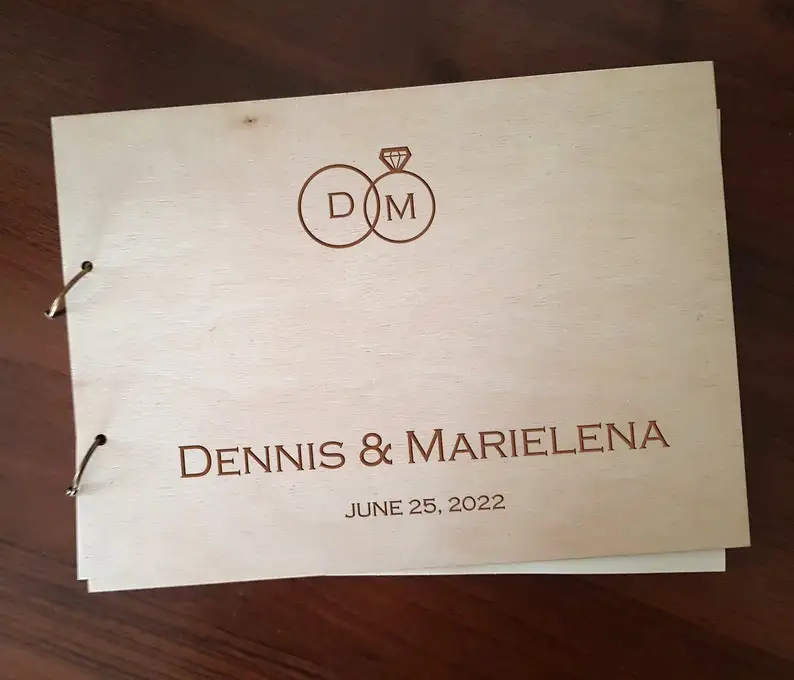 D M
DENNIS & MARIELENA
JUNE 25, 2022